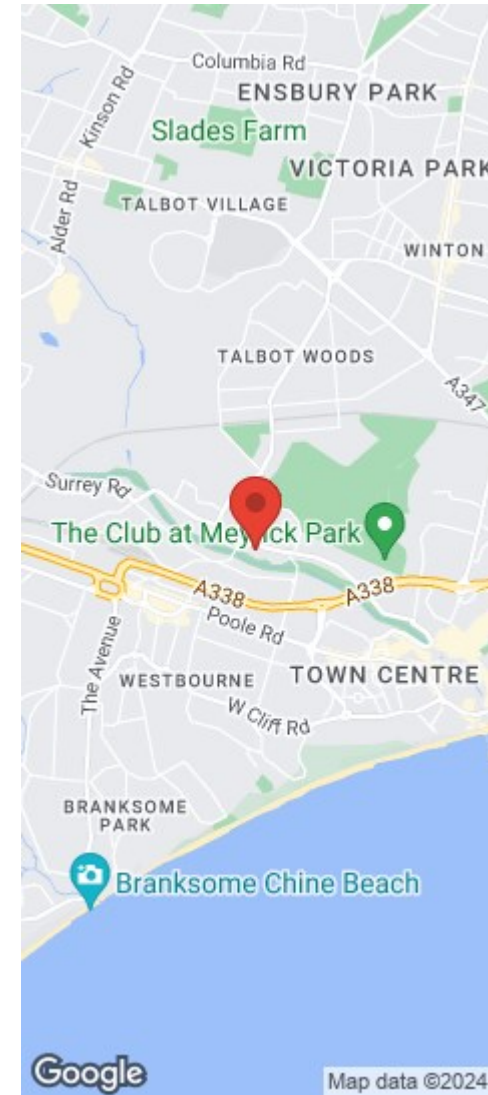 Columbia Rd
ENSBURY PARK
Kinson Rd
Slades Farm
VICTORIA PARK
TALBOT VILLAGE
Alder Rd
WINTON
TALBOT WOODS
A347
Surrey Rd
The Club at Mey ick Park
A338
A338
Poole Rd
The Avenue
WESTBOURNE
TOWN CENTRE
W Cliff Rd
BRANKSOME
PARK
Branksome Chine Beach
Google
Map data ©2024